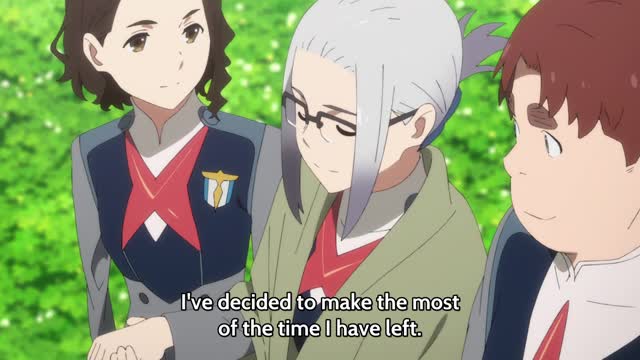 I've decided to make the most
of the time I have left.